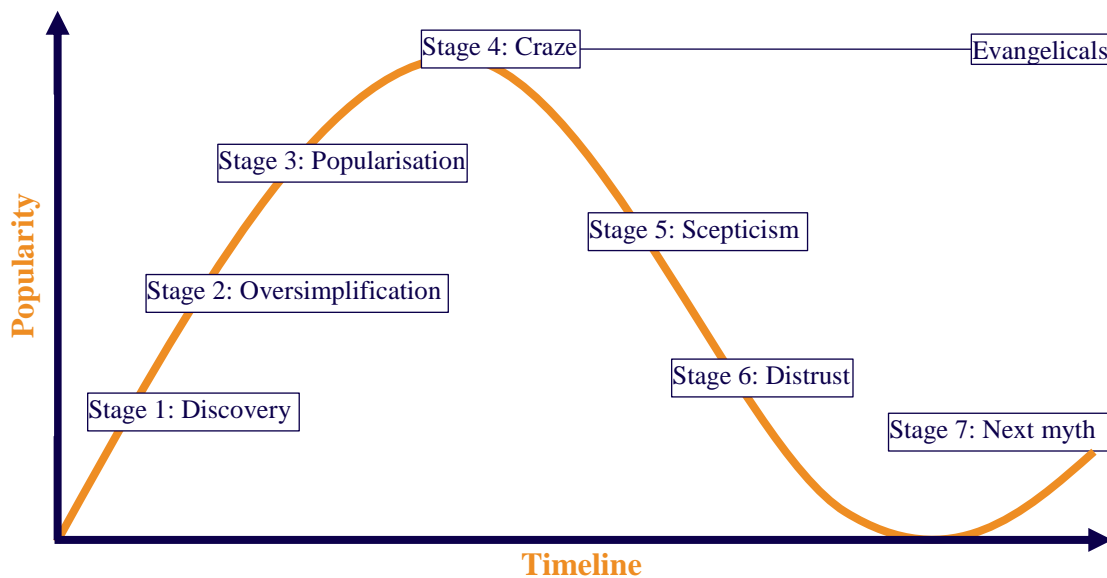 Stage 4: Craze
Evangelicals
Stage 3: Popularisation
Stage 5: Scepticism
Stage 2: Oversimplification
Stage 6: Distrust
Stage 1: Discovery
Stage 7: Next myth
Popularity
Timeline